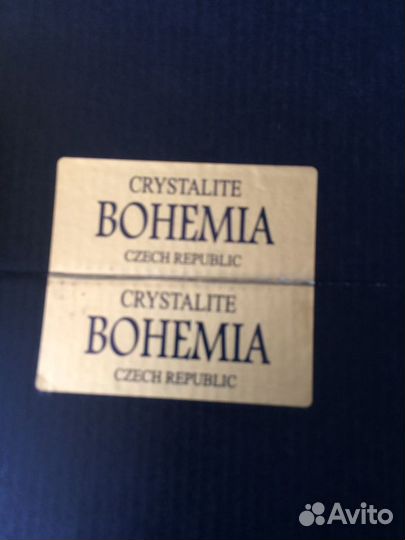 CRYSTALITE
BOHEMIA
CZECH REPUBLIC
CRYSTALITE
BOHEMIA
CZECH REPUBLIC
Avito